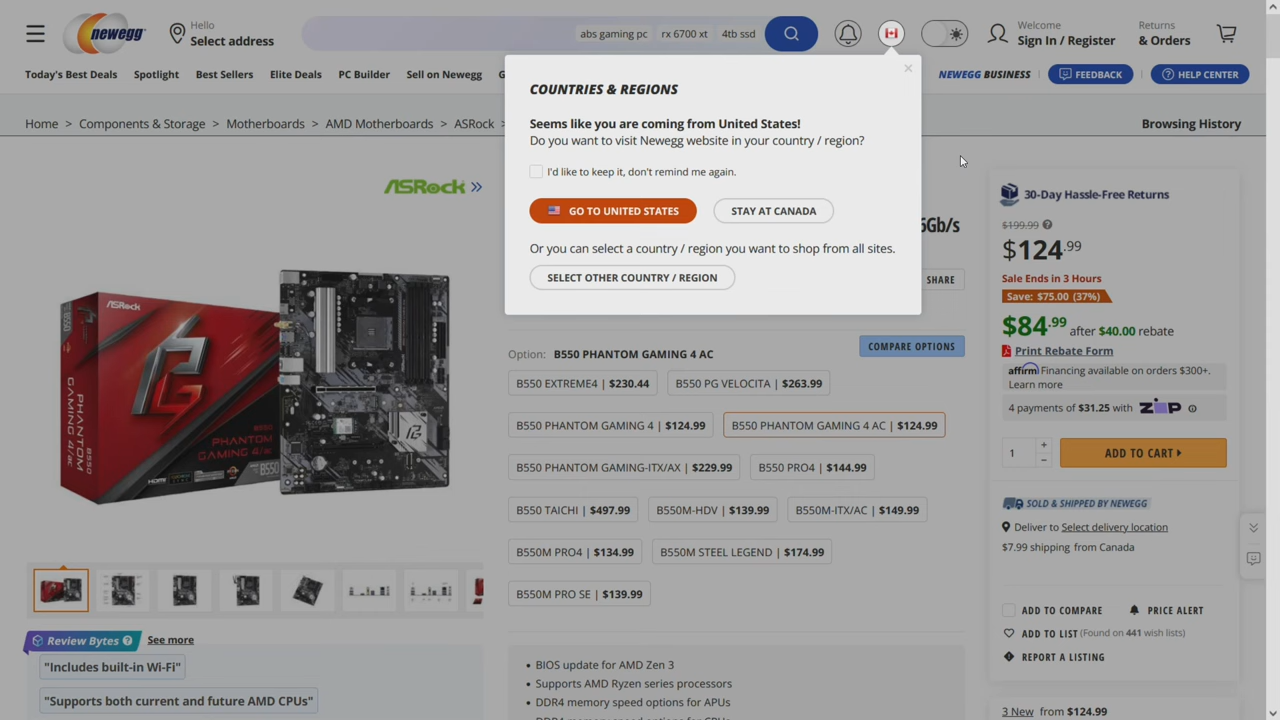 newegg
Hello
Select address
abs gaming pc
rx 6700 xt
4tb ssd
Welcome
Sign In / Register
Returns
& Orders
Today's Best Deals
Spotlight
Best Sellers
Elite Deals
PC Builder
Sell on Newegg
NEWEGG BUSINESS
FEEDBACK
HELP CENTER
COUNTRIES & REGIONS
Seems like you are coming from United States!
Do you want to visit Newegg website in your country / region?
I'd like to keep it, don't remind me again.
GO TO UNITED STATES
STAY AT CANADA
Or you can select a country / region you want to shop from all sites.
SELECT OTHER COUNTRY / REGION
Home > Components & Storage > Motherboards > AMD Motherboards > ASRock >
Browsing History
ASRock
6Gb/s
SHARE
ASRock
PHANTOM
GAMING 4/ac
B550
PHANTOM
GAMING 4/ac
HDMI
B550
Option: B550 PHANTOM GAMING 4 AC
COMPARE OPTIONS
B550 EXTREME4 | $230.44
B550 PG VELOCITA | $263.99
B550 PHANTOM GAMING 4 | $124.99
B550 PHANTOM GAMING 4 AC | $124.99
B550 PHANTOM GAMING-ITX/AX | $229.99
B550 PRO4 | $144.99
B550 TAICHI | $497.99
B550M-HDV | $139.99
B550M-ITX/AC | $149.99
B550M PRO4 | $134.99
B550M STEEL LEGEND | $174.99
B550M PRO SE | $139.99
Review Bytes ?
See more
"Includes built-in Wi-Fi"
"Supports both current and future AMD CPUs"
• BIOS update for AMD Zen 3
• Supports AMD Ryzen series processors
• DDR4 memory speed options for APUs
30-Day Hassle-Free Returns
$199.99 ?
$124.99
Sale Ends in 3 Hours
Save: $75.00 (37%)
$84.99 after $40.00 rebate
Print Rebate Form
affirm Financing available on orders $300+.
Learn more
4 payments of $31.25 with ZIP
1
+
−
ADD TO CART
SOLD & SHIPPED BY NEWEGG
Deliver to Select delivery location
$7.99 shipping from Canada
ADD TO COMPARE
PRICE ALERT
ADD TO LIST (Found on 441 wish lists)
REPORT A LISTING
3 New from $124.99